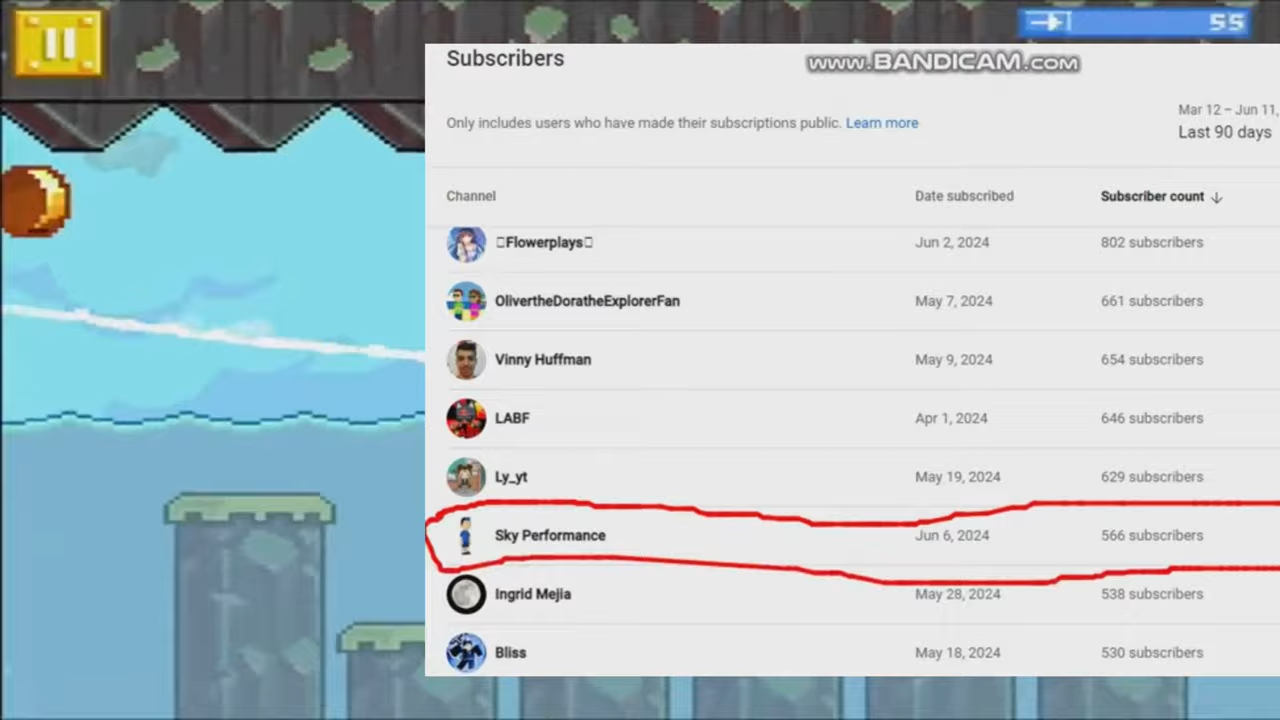 55
Subscribers
www.BANDICAM.com
Only includes users who have made their subscriptions public. Learn more
Mar 12 – Jun 11,
Last 90 days
Channel Date subscribed Subscriber count ↓
▯Flowerplays▯ Jun 2, 2024 802 subscribers
OlivertheDoratheExplorerFan May 7, 2024 661 subscribers
Vinny Huffman May 9, 2024 654 subscribers
LABF Apr 1, 2024 646 subscribers
Ly_yt May 19, 2024 629 subscribers
Sky Performance Jun 6, 2024 566 subscribers
Ingrid Mejia May 28, 2024 538 subscribers
Bliss May 18, 2024 530 subscribers